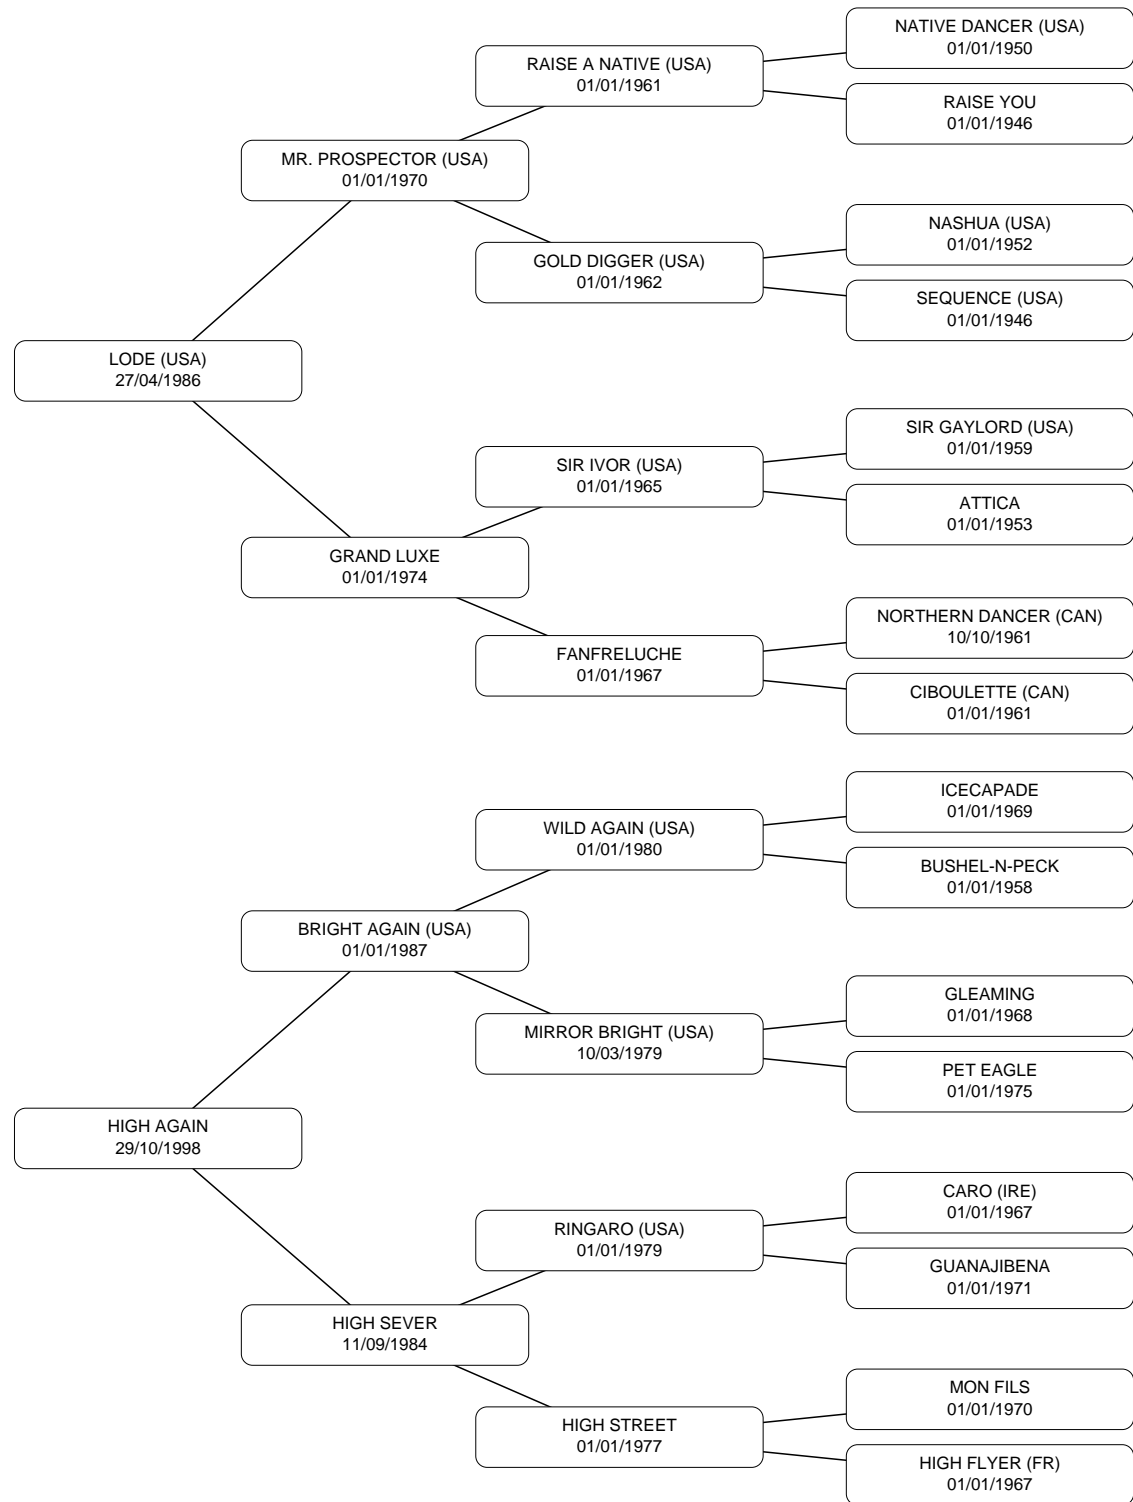 NATIVE DANCER (USA)
01/01/1950
RAISE A NATIVE (USA)
01/01/1961
RAISE YOU
01/01/1946
MR. PROSPECTOR (USA)
01/01/1970
NASHUA (USA)
01/01/1952
GOLD DIGGER (USA)
01/01/1962
SEQUENCE (USA)
01/01/1946
LODE (USA)
27/04/1986
SIR GAYLORD (USA)
01/01/1959
SIR IVOR (USA)
01/01/1965
ATTICA
01/01/1953
GRAND LUXE
01/01/1974
NORTHERN DANCER (CAN)
10/10/1961
FANFRELUCHE
01/01/1967
CIBOULETTE (CAN)
01/01/1961
ICECAPADE
01/01/1969
WILD AGAIN (USA)
01/01/1980
BUSHEL-N-PECK
01/01/1958
BRIGHT AGAIN (USA)
01/01/1987
GLEAMING
01/01/1968
MIRROR BRIGHT (USA)
10/03/1979
PET EAGLE
01/01/1975
HIGH AGAIN
29/10/1998
CARO (IRE)
01/01/1967
RINGARO (USA)
01/01/1979
GUANAJIBENA
01/01/1971
HIGH SEVER
11/09/1984
MON FILS
01/01/1970
HIGH STREET
01/01/1977
HIGH FLYER (FR)
01/01/1967